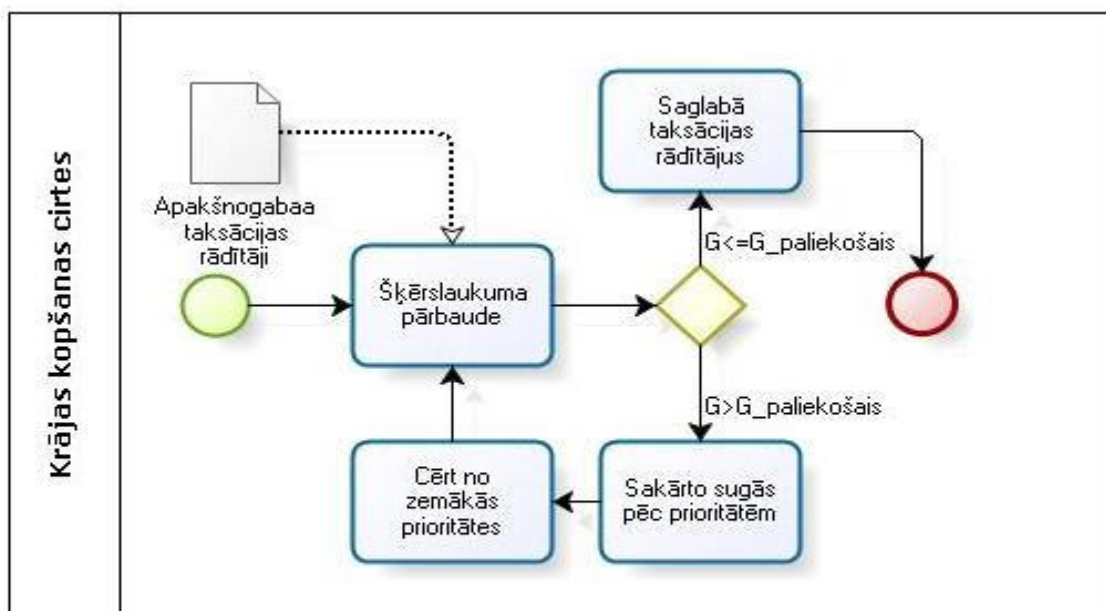 Krājas kopšanas cirtes
Apakšnogabaa
taksācijas
rādītāji
Saglabā
taksācijas
rādītājus
G<=G_paliekošais
Šķērslaukuma
pārbaude
G>G_paliekošais
Cērt no
zemākās
prioritātes
Sakārto sugās
pēc prioritātēm